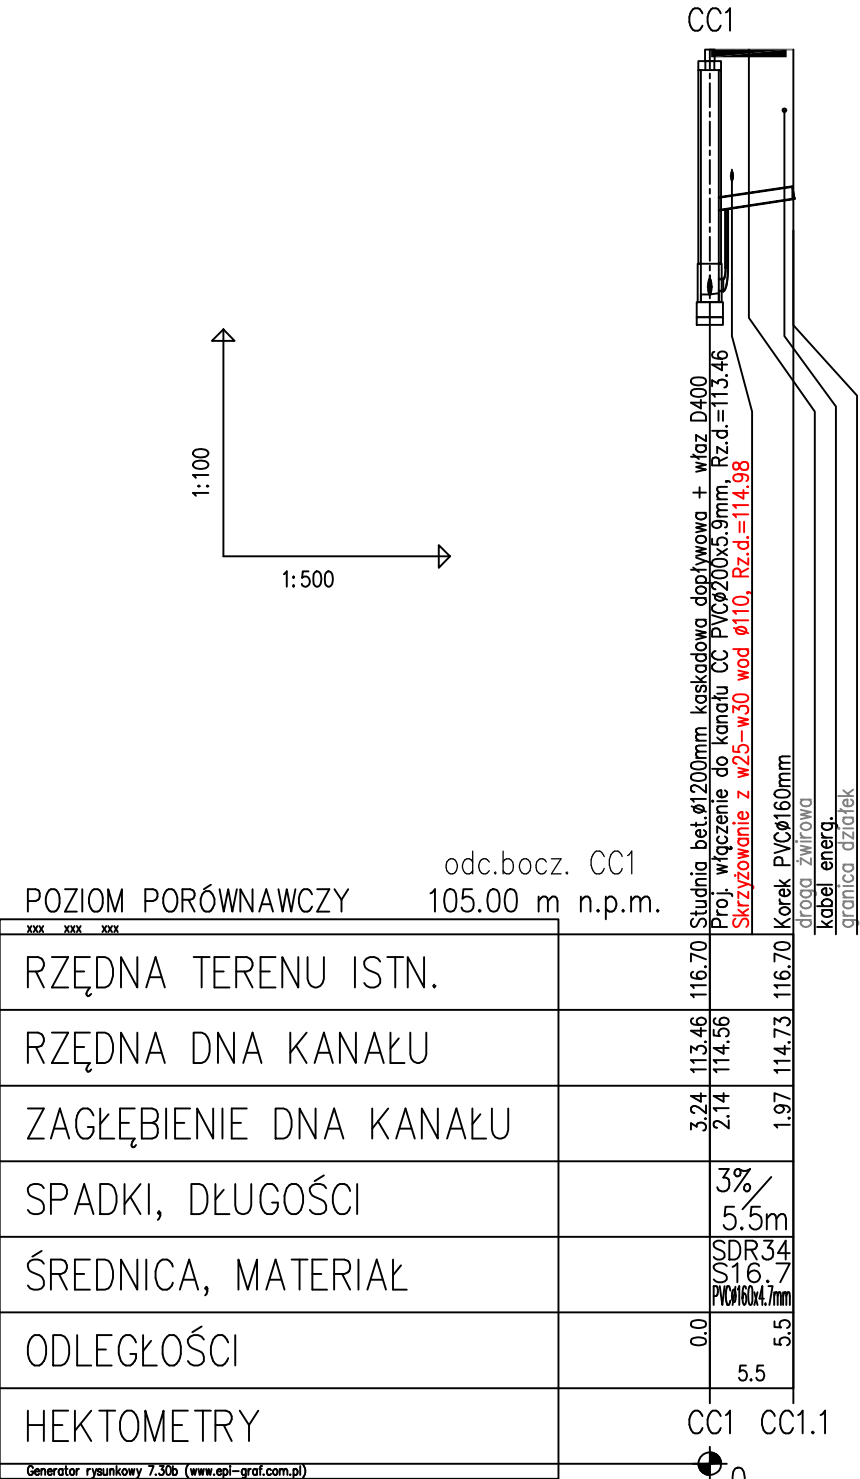 CC1
1:100
1:500
Studnia bet.ø1200mm kaskadowa dopływowa + właz D400
Proj. włączenie do kanału CC PVCø200x5.9mm, Rz.d.=113.46
Skrzyżowanie z w25-w30 wod ø110, Rz.d.=114.98
Korek PVCø160mm
droga żwirowa
kabel energ.
granica działek
odc.bocz. CC1
POZIOM PORÓWNAWCZY 105.00 m n.p.m.
xxx xxx xxx
RZĘDNA TERENU ISTN. 116.70 116.70
RZĘDNA DNA KANAŁU 113.46 114.56 114.73
ZAGŁĘBIENIE DNA KANAŁU 3.24 2.14 1.97
SPADKI, DŁUGOŚCI 3% / 5.5m
ŚREDNICA, MATERIAŁ SDR34
S16.7
PVCø160x4.7mm
ODLEGŁOŚCI 0.0 5.5
5.5
HEKTOMETRY CC1 CC1.1
Generator rysunkowy 7.30b (www.epi-graf.com.pl)
0